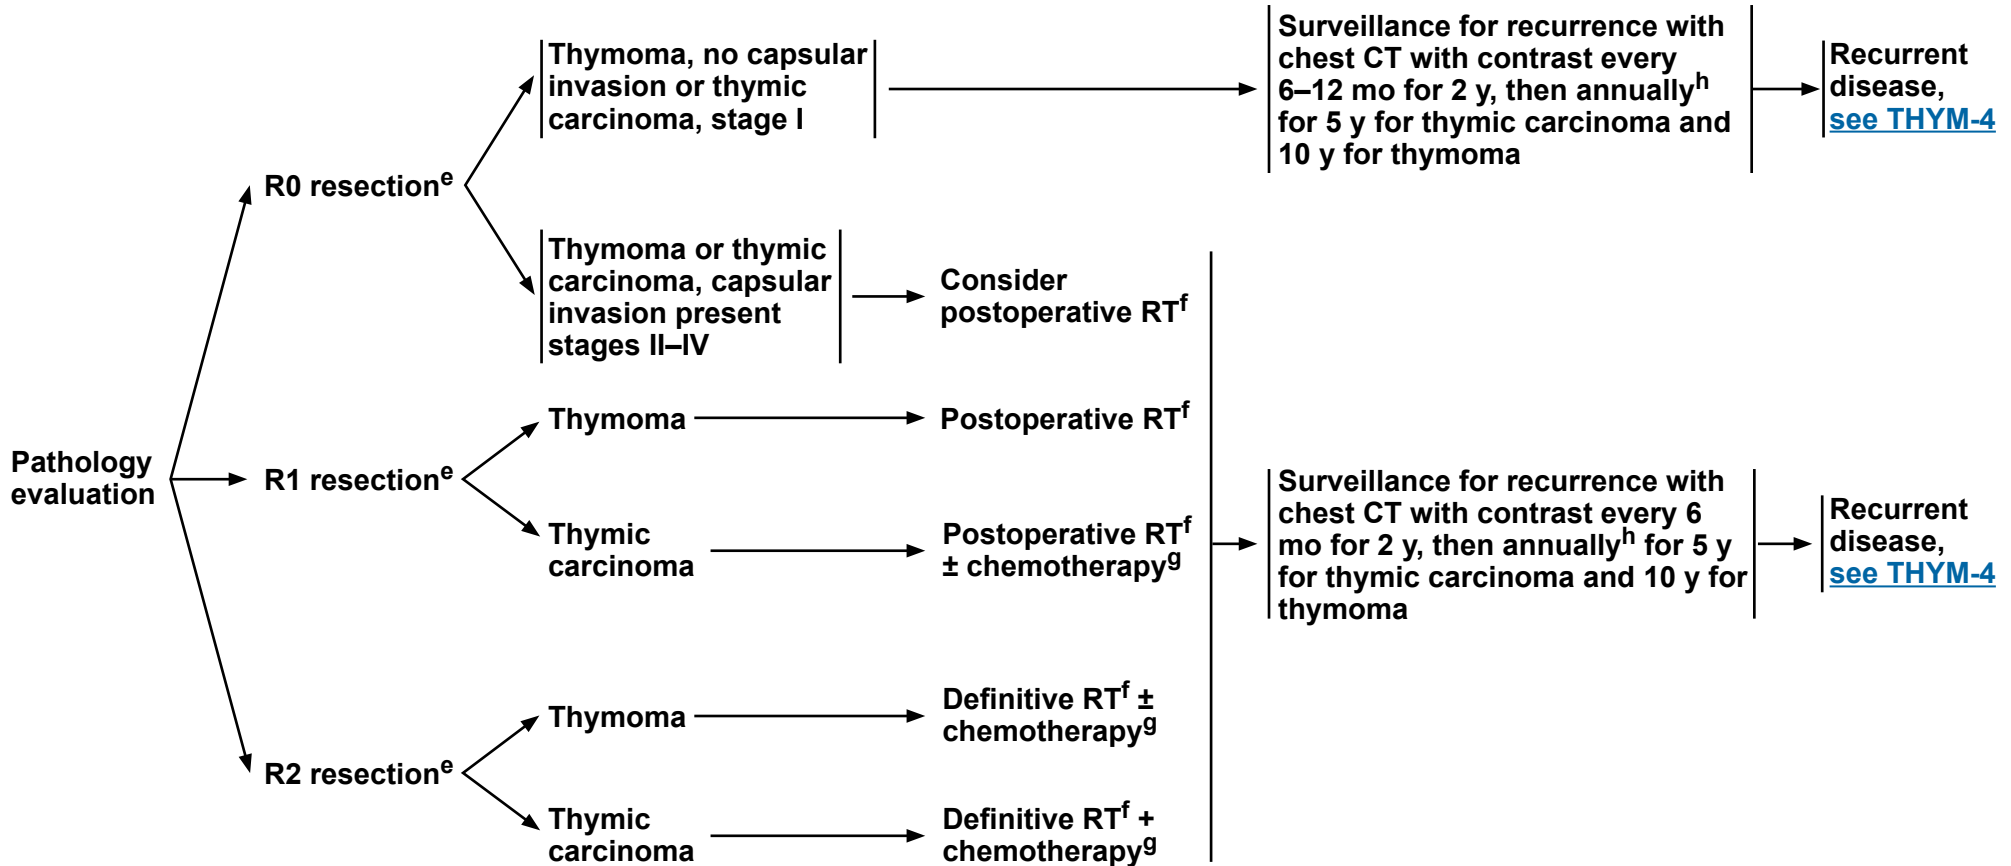 Pathology
evaluation
R0 resectionᵉ
Thymoma, no capsular
invasion or thymic
carcinoma, stage I
Surveillance for recurrence with
chest CT with contrast every
6–12 mo for 2 y, then annuallyʰ
for 5 y for thymic carcinoma and
10 y for thymoma
Recurrent
disease,
see THYM-4
Thymoma or thymic
carcinoma, capsular
invasion present
stages II–IV
Consider
postoperative RTᶠ
R1 resectionᵉ
Thymoma
Postoperative RTᶠ
Thymic
carcinoma
Postoperative RTᶠ
± chemotherapyᵍ
R2 resectionᵉ
Thymoma
Definitive RTᶠ ±
chemotherapyᵍ
Thymic
carcinoma
Definitive RTᶠ +
chemotherapyᵍ
Surveillance for recurrence with
chest CT with contrast every 6
mo for 2 y, then annuallyʰ for 5 y
for thymic carcinoma and 10 y for
thymoma
Recurrent
disease,
see THYM-4